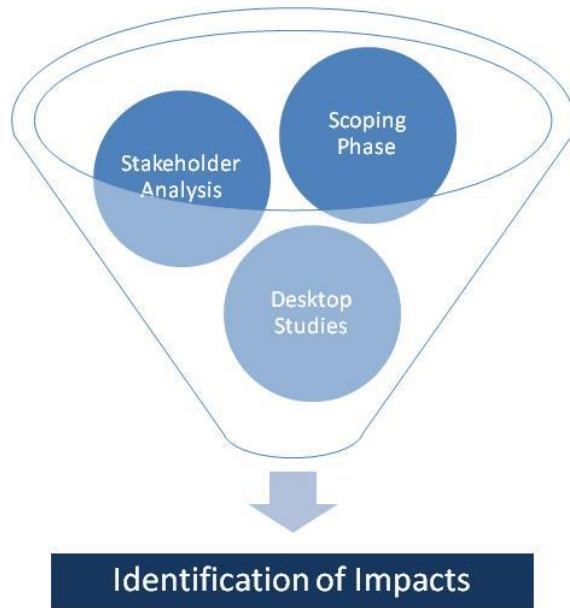 Scoping
Phase
Stakeholder
Analysis
Desktop
Studies
Identification of Impacts